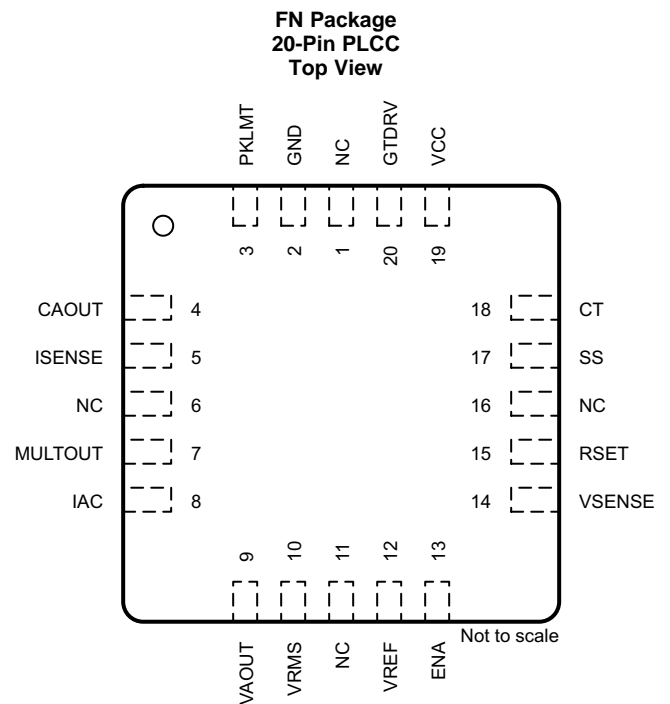 FN Package
20-Pin PLCC
Top View
PKLMT GND NC GTDRV VCC
3 2 1 20 19
CAOUT 4 18 CT
ISENSE 5 17 SS
NC 6 16 NC
MULTOUT 7 15 RSET
IAC 8 14 VSENSE
9 10 11 12 13
VAOUT VRMS NC VREF ENA
Not to scale